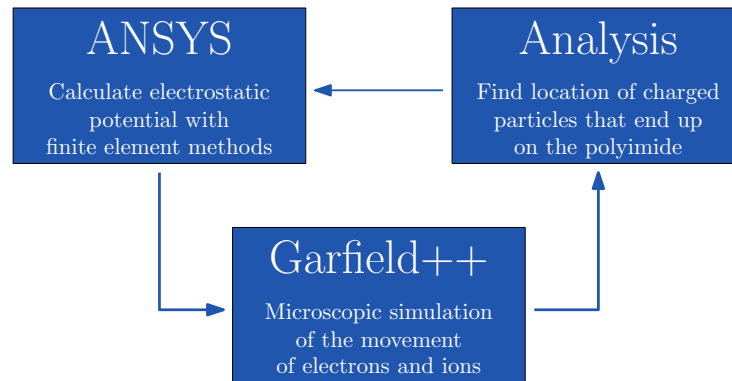 ANSYS
Calculate electrostatic
potential with
finite element methods
Analysis
Find location of charged
particles that end up
on the polyimide
Garfield++
Microscopic simulation
of the movement
of electrons and ions